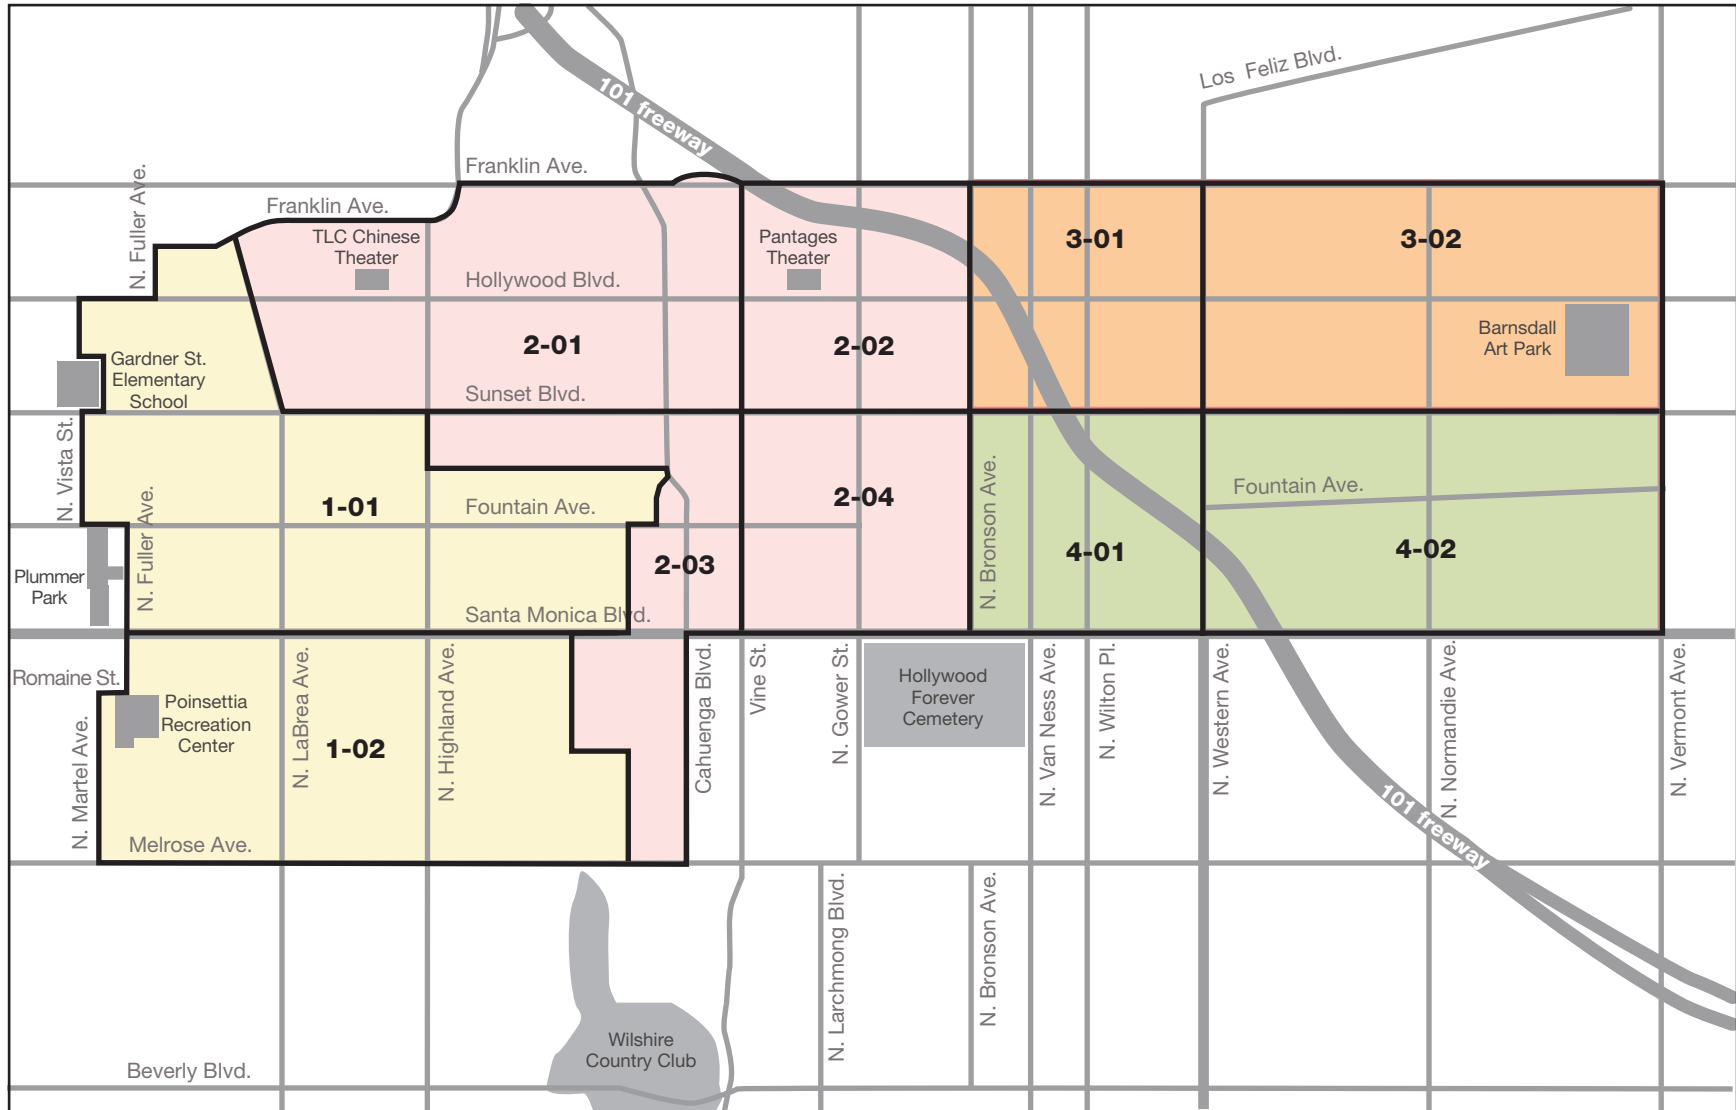 Los Feliz Blvd.
101 freeway
Franklin Ave.
N. Fuller Ave.
Franklin Ave.
TLC Chinese
Theater
Pantages
Theater
3-01
3-02
Hollywood Blvd.
Barnsdall
Art Park
2-01
2-02
Gardner St.
Elementary
School
Sunset Blvd.
N. Vista St.
N. Fuller Ave.
1-01
Fountain Ave.
2-04
N. Bronson Ave.
Fountain Ave.
4-01
4-02
2-03
Plummer
Park
Santa Monica Blvd.
Romaine St.
Poinsettia
Recreation
Center
N. Martel Ave.
N. LaBrea Ave.
1-02
N. Highland Ave.
Cahuenga Blvd.
Vine St.
N. Gower St.
Hollywood
Forever
Cemetery
N. Van Ness Ave.
N. Wilton Pl.
N. Western Ave.
N. Normandie Ave.
N. Vermont Ave.
101 freeway
Melrose Ave.
N. Larchmong Blvd.
N. Bronson Ave.
Wilshire
Country Club
Beverly Blvd.